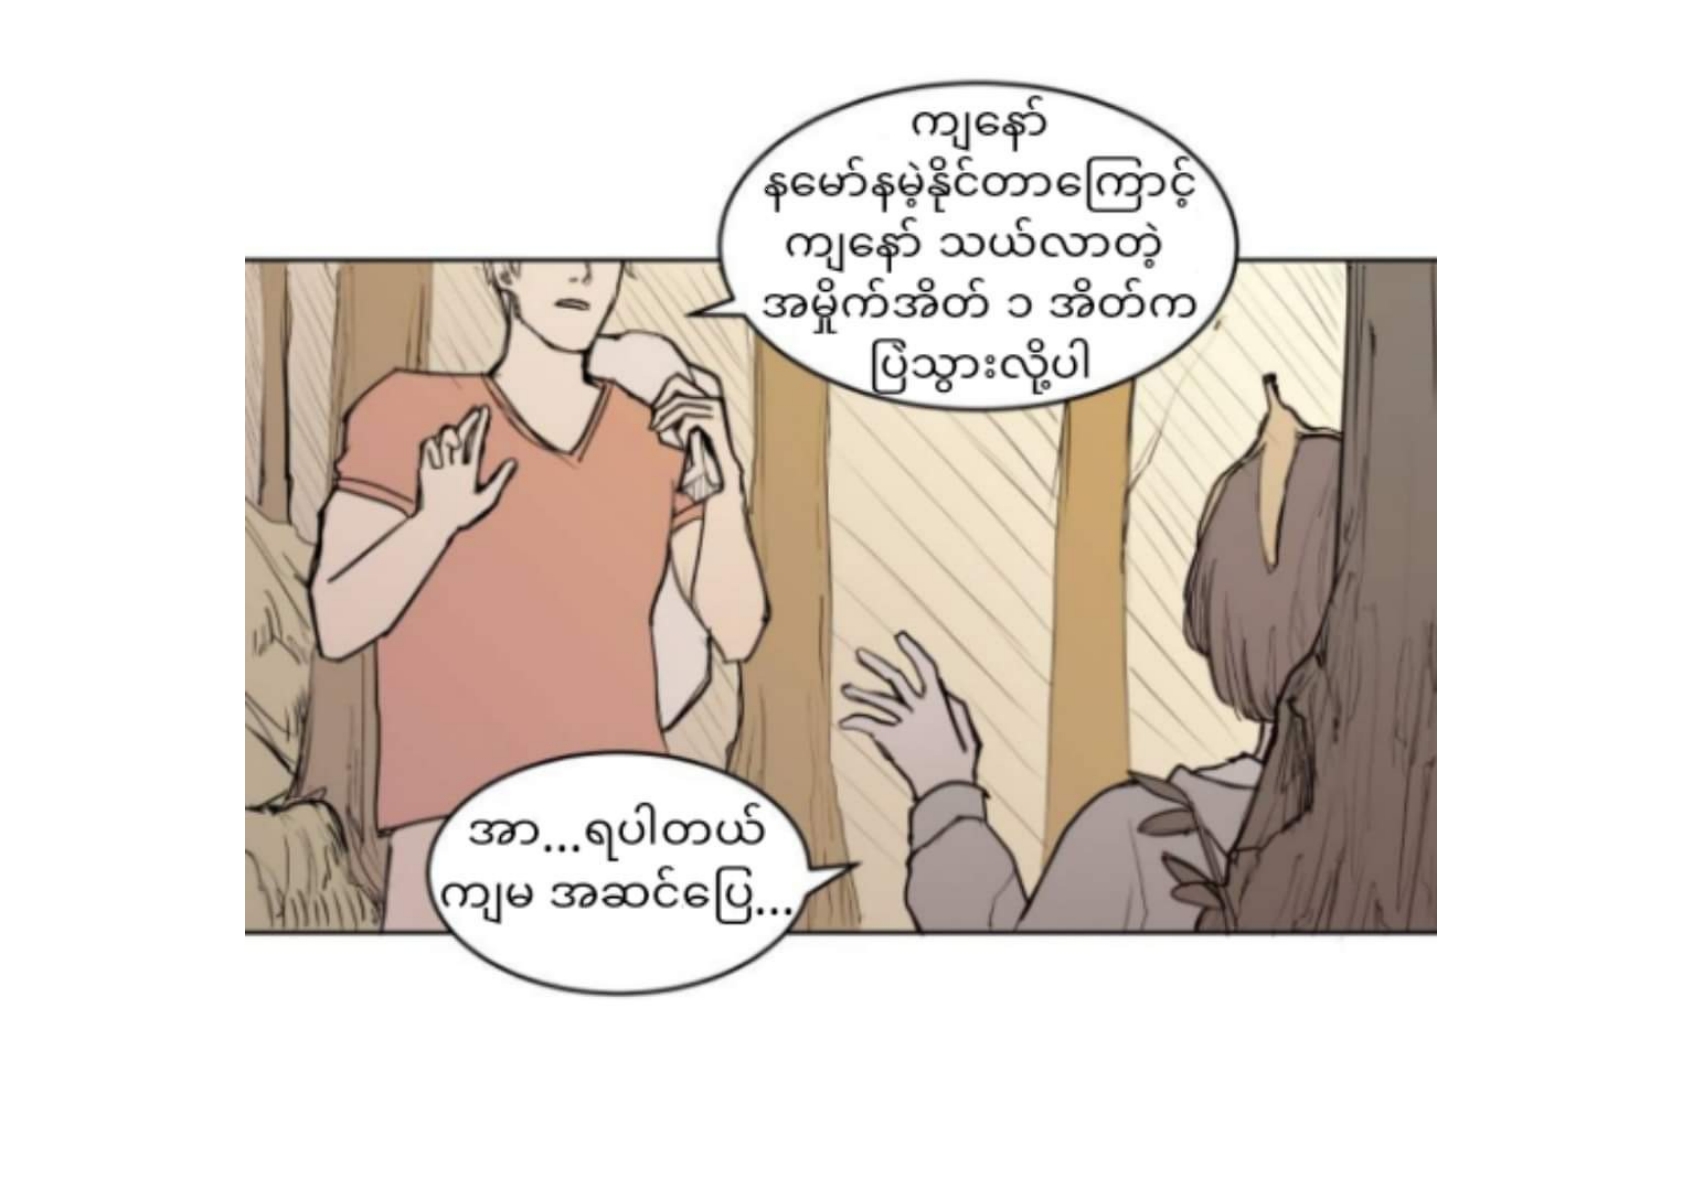 ကျနော်
နမော်နမဲ့နိုင်တာကြောင့်
ကျနော် သယ်လာတဲ့
အမှိုက်အိတ် ၁ အိတ်က
ပြဲသွားလို့ပါ
အာ...ရပါတယ်
ကျမ အဆင်ပြေ...